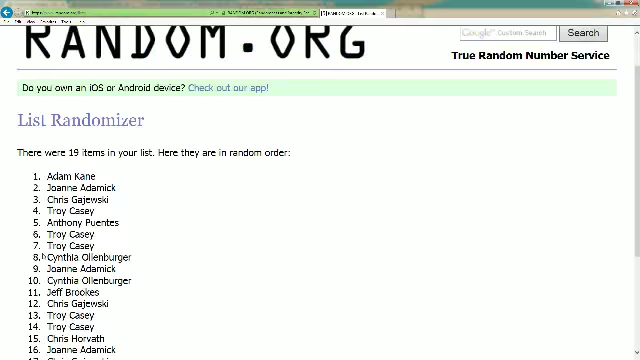 RANDOM.ORG
Google™ Custom Search
Search
True Random Number Service
Do you own an iOS or Android device? Check out our app!
List Randomizer
There were 19 items in your list. Here they are in random order:
1. Adam Kane
2. Joanne Adamick
3. Chris Gajewski
4. Troy Casey
5. Anthony Puentes
6. Troy Casey
7. Troy Casey
8. Cynthia Ollenburger
9. Joanne Adamick
10. Cynthia Ollenburger
11. Jeff Brookes
12. Chris Gajewski
13. Troy Casey
14. Troy Casey
15. Chris Horvath
16. Joanne Adamick